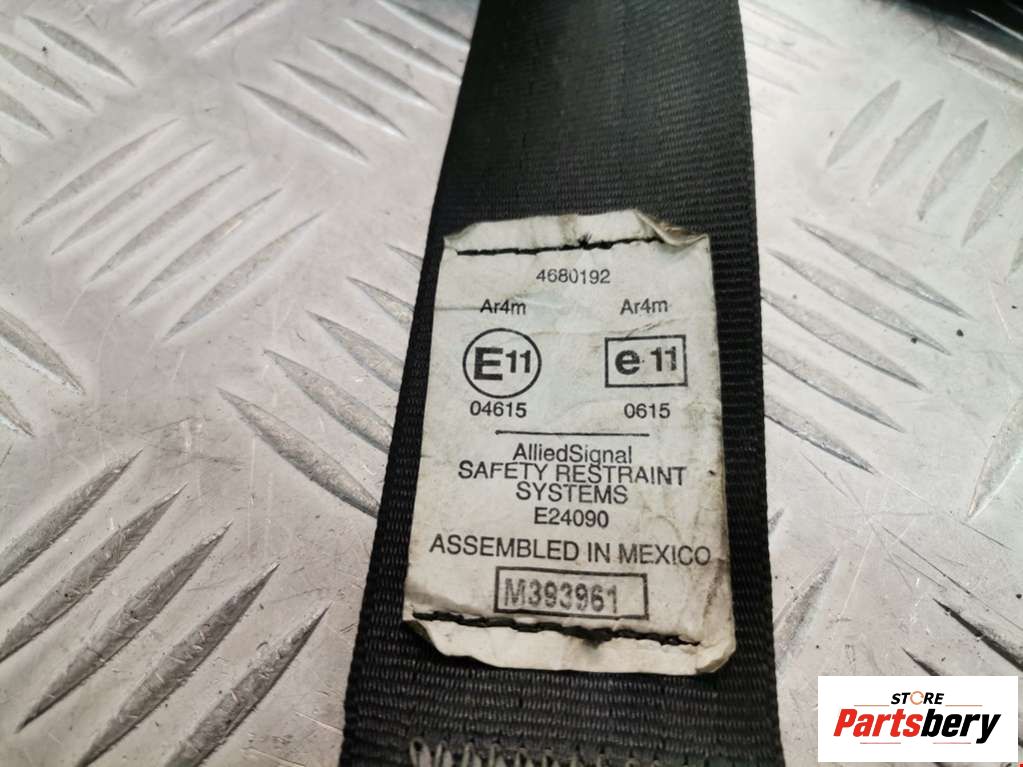 4680192
Ar4m Ar4m
E11 e11
04615 0615
AlliedSignal
SAFETY RESTRAINT
SYSTEMS
E24090
ASSEMBLED IN MEXICO
M393961
STORE
Partsbery